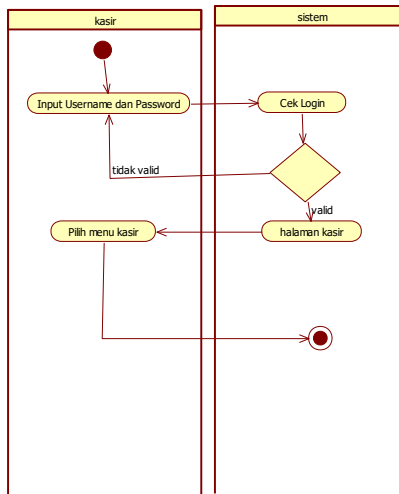 kasir
sistem
Input Username dan Password
Cek Login
tidak valid
valid
Pilih menu kasir
halaman kasir